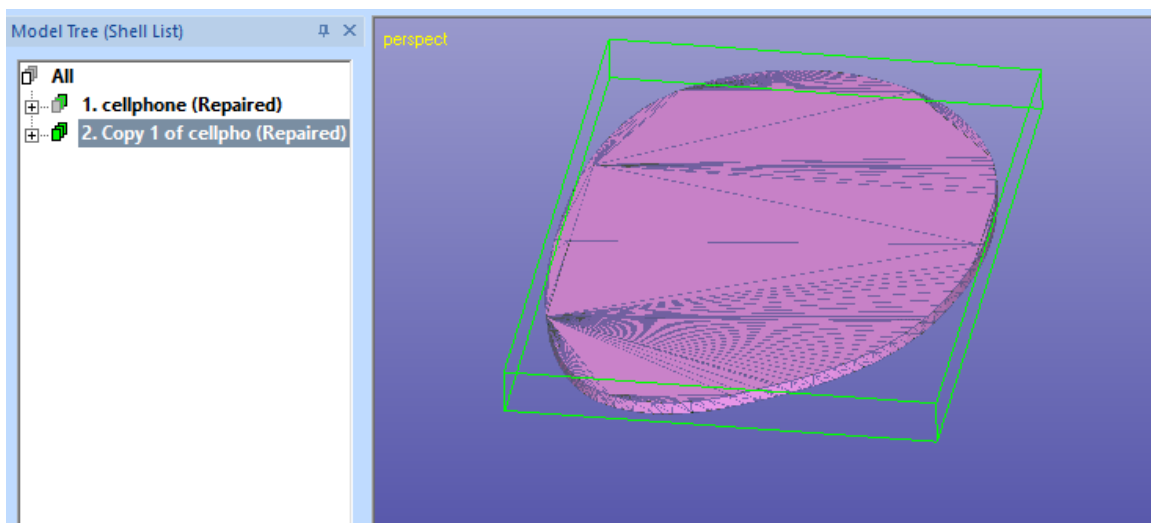 Model Tree (Shell List)
All
1. cellphone (Repaired)
2. Copy 1 of cellpho (Repaired)
perspect